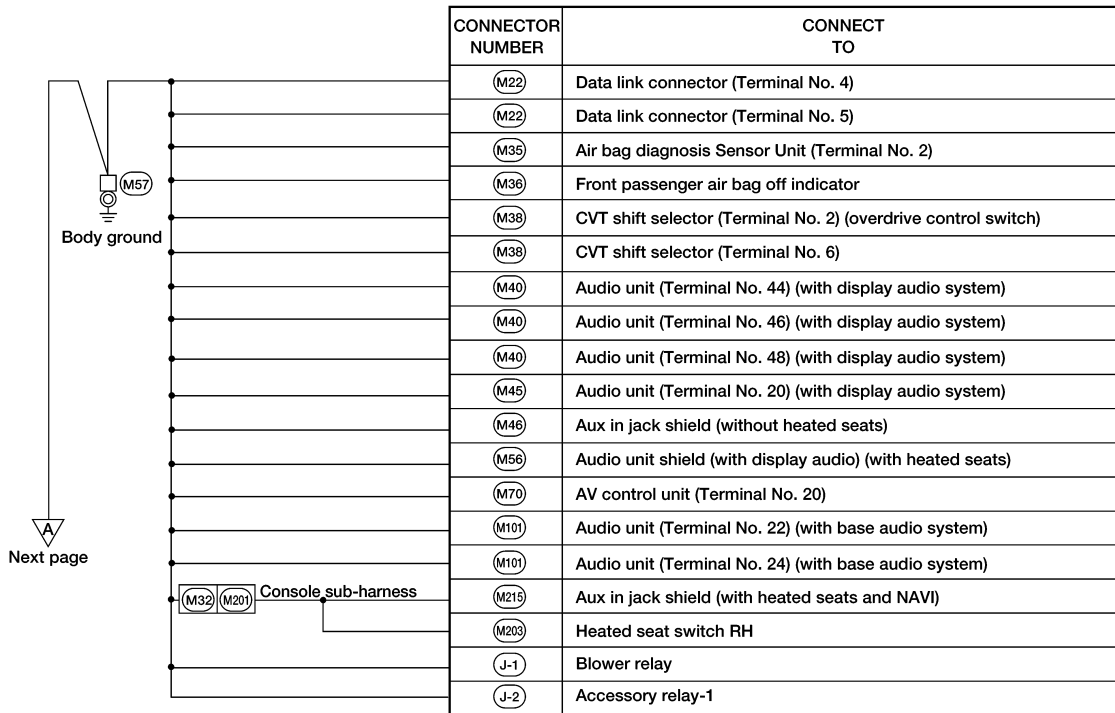 CONNECTOR NUMBER CONNECT TO
M22 Data link connector (Terminal No. 4)
M22 Data link connector (Terminal No. 5)
M35 Air bag diagnosis Sensor Unit (Terminal No. 2)
M57
M36 Front passenger air bag off indicator
M38 CVT shift selector (Terminal No. 2) (overdrive control switch)
Body ground
M38 CVT shift selector (Terminal No. 6)
M40 Audio unit (Terminal No. 44) (with display audio system)
M40 Audio unit (Terminal No. 46) (with display audio system)
M40 Audio unit (Terminal No. 48) (with display audio system)
M45 Audio unit (Terminal No. 20) (with display audio system)
M46 Aux in jack shield (without heated seats)
M56 Audio unit shield (with display audio) (with heated seats)
M70 AV control unit (Terminal No. 20)
A
M101 Audio unit (Terminal No. 22) (with base audio system)
Next page
M101 Audio unit (Terminal No. 24) (with base audio system)
M32 M201 Console sub-harness
M215 Aux in jack shield (with heated seats and NAVI)
M203 Heated seat switch RH
J-1 Blower relay
J-2 Accessory relay-1